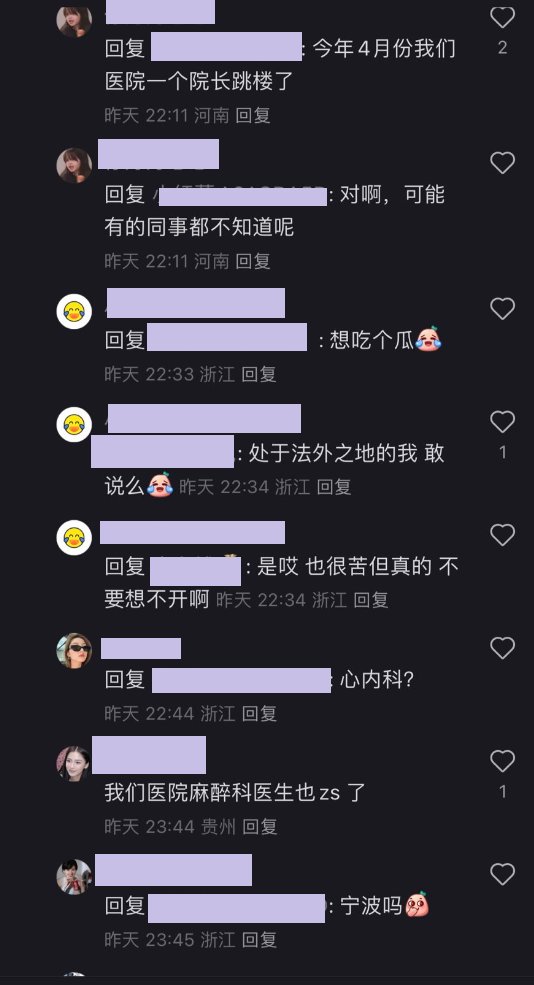 回复 : 今年4月份我们
医院一个院长跳楼了
2
昨天 22:11 河南 回复
回复 : 对啊，可能
有的同事都不知道呢
昨天 22:11 河南 回复
回复 : 想吃个瓜
昨天 22:33 浙江 回复
: 处于法外之地的我 敢
说么 昨天 22:34 浙江 回复
1
回复 : 是哎 也很苦但真的 不
要想不开啊 昨天 22:34 浙江 回复
回复 : 心内科?
昨天 22:44 浙江 回复
我们医院麻醉科医生也 zs 了
1
昨天 23:44 贵州 回复
回复 : 宁波吗
昨天 23:45 浙江 回复